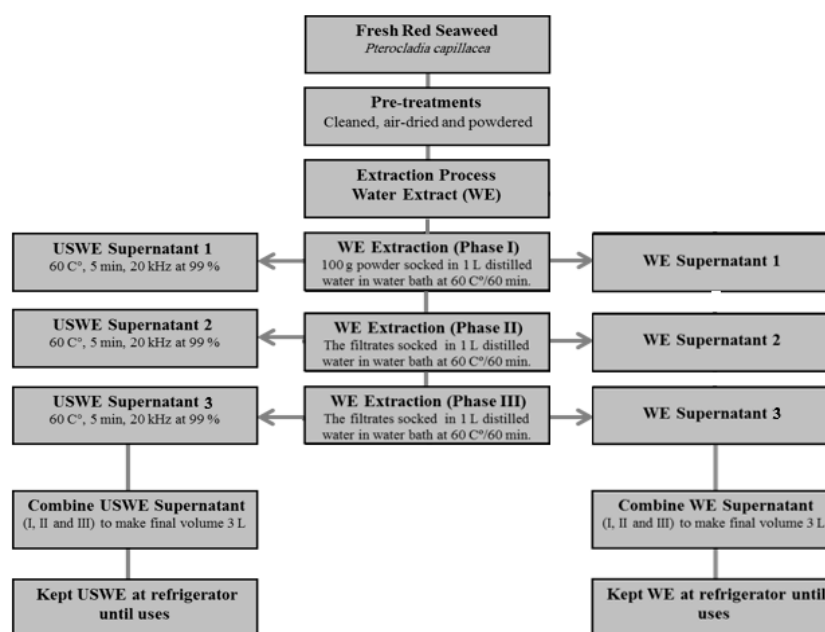 Fresh Red Seaweed
Pterocladia capillacea
Pre-treatments
Cleaned, air-dried and powdered
Extraction Process
Water Extract (WE)
USWE Supernatant 1
60 C°, 5 min, 20 kHz at 99 %
WE Extraction (Phase I)
100 g powder socked in 1 L distilled
water in water bath at 60 C°/60 min.
WE Supernatant 1
USWE Supernatant 2
60 C°, 5 min, 20 kHz at 99 %
WE Extraction (Phase II)
The filtrates socked in 1 L distilled
water in water bath at 60 C°/60 min.
WE Supernatant 2
USWE Supernatant 3
60 C°, 5 min, 20 kHz at 99 %
WE Extraction (Phase III)
The filtrates socked in 1 L distilled
water in water bath at 60 C°/60 min.
WE Supernatant 3
Combine USWE Supernatant
(I, II and III) to make final volume 3 L
Combine WE Supernatant
(I, II and III) to make final volume 3 L
Kept USWE at refrigerator
until uses
Kept WE at refrigerator until
uses